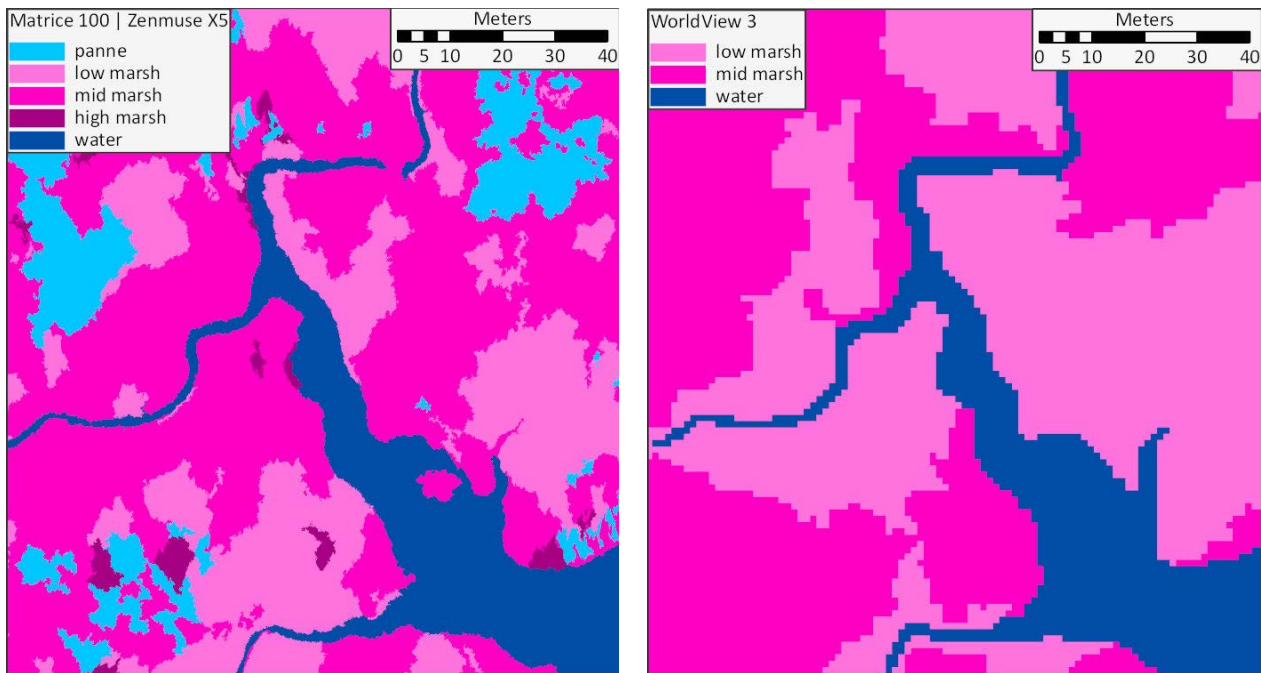 Matrice 100 | Zenmuse X5
panne
low marsh
mid marsh
high marsh
water
Meters
0 5 10 20 30 40
WorldView 3
low marsh
mid marsh
water
Meters
0 5 10 20 30 40